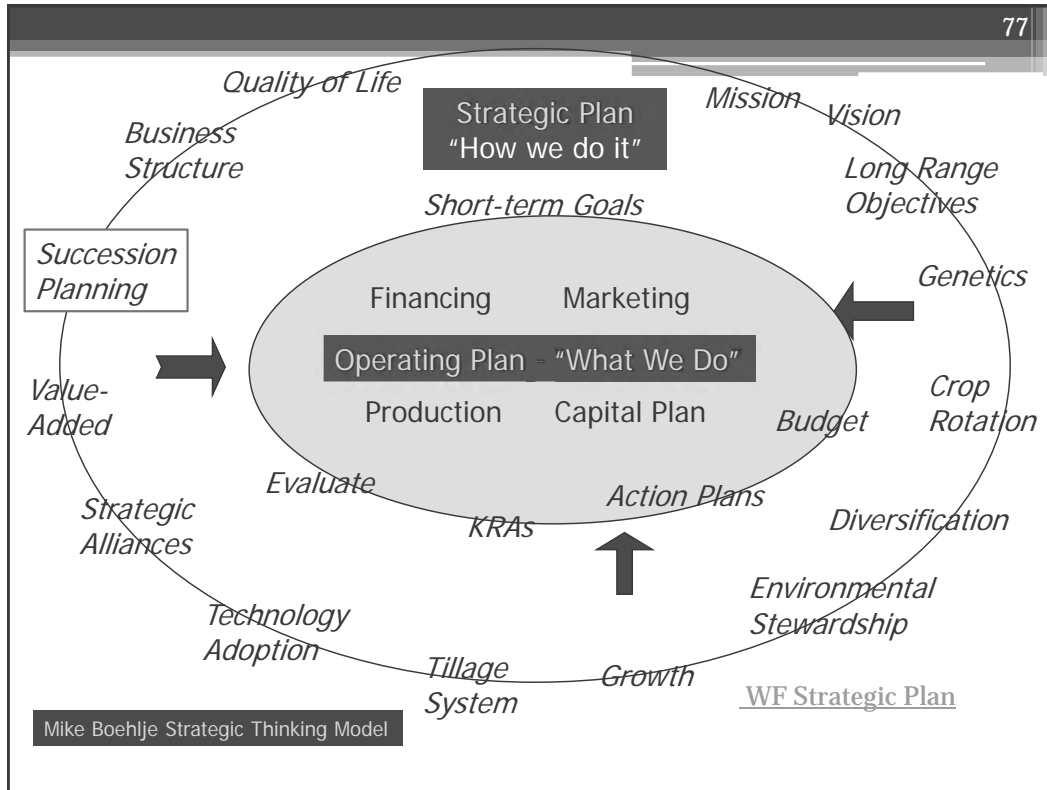 77
Quality of Life
Strategic Plan
“How we do it”
Mission
Vision
Business
Structure
Long Range
Objectives
Short-term Goals
Succession
Planning
Genetics
Financing
Marketing
Operating Plan - “What We Do”
Value-
Added
Crop
Rotation
Production
Capital Plan
Budget
Evaluate
Action Plans
KRAs
Strategic
Alliances
Diversification
Environmental
Stewardship
Technology
Adoption
Tillage
System
Growth
WF Strategic Plan
Mike Boehlje Strategic Thinking Model